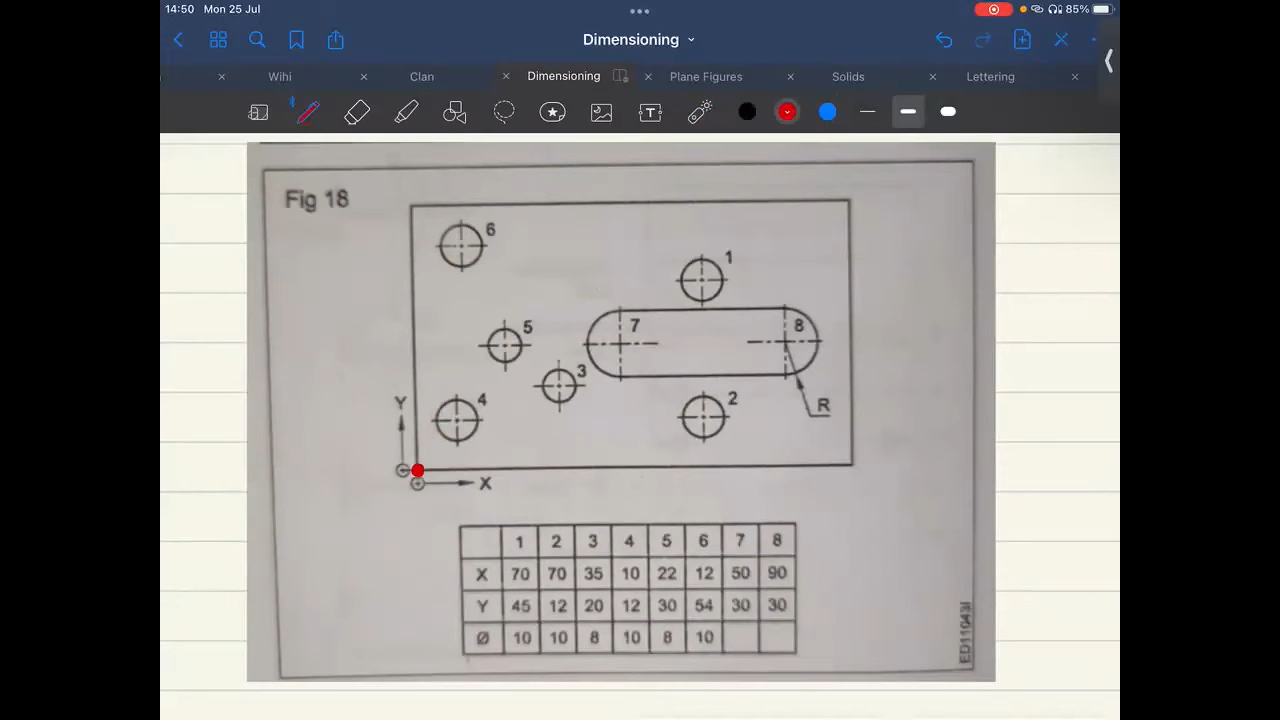 14:50 Mon 25 Jul
85%
Dimensioning
Wihi
Clan
Dimensioning
Plane Figures
Solids
Lettering
T
Fig 18
6
1
5
7
8
3
4
2
R
Y
X
1 2 3 4 5 6 7 8
X 70 70 35 10 22 12 50 90
Y 45 12 20 12 30 54 30 30
Ø 10 10 8 10 8 10
ED11043I